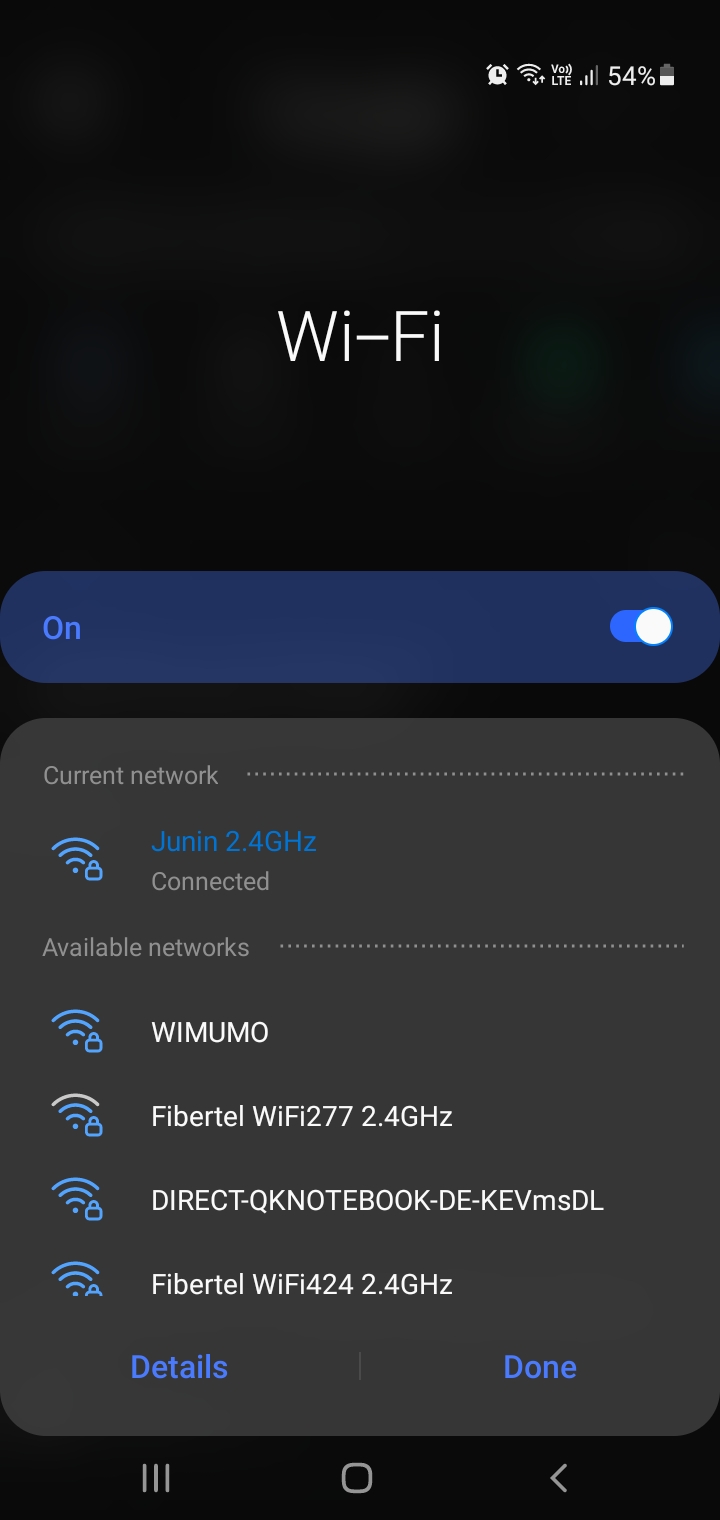 Vo)) LTE 54%
Wi-Fi
On
Current network
Junin 2.4GHz
Connected
Available networks
WIMUMO
Fibertel WiFi277 2.4GHz
DIRECT-QKNOTEBOOK-DE-KEVmsDL
Fibertel WiFi424 2.4GHz
Details
Done